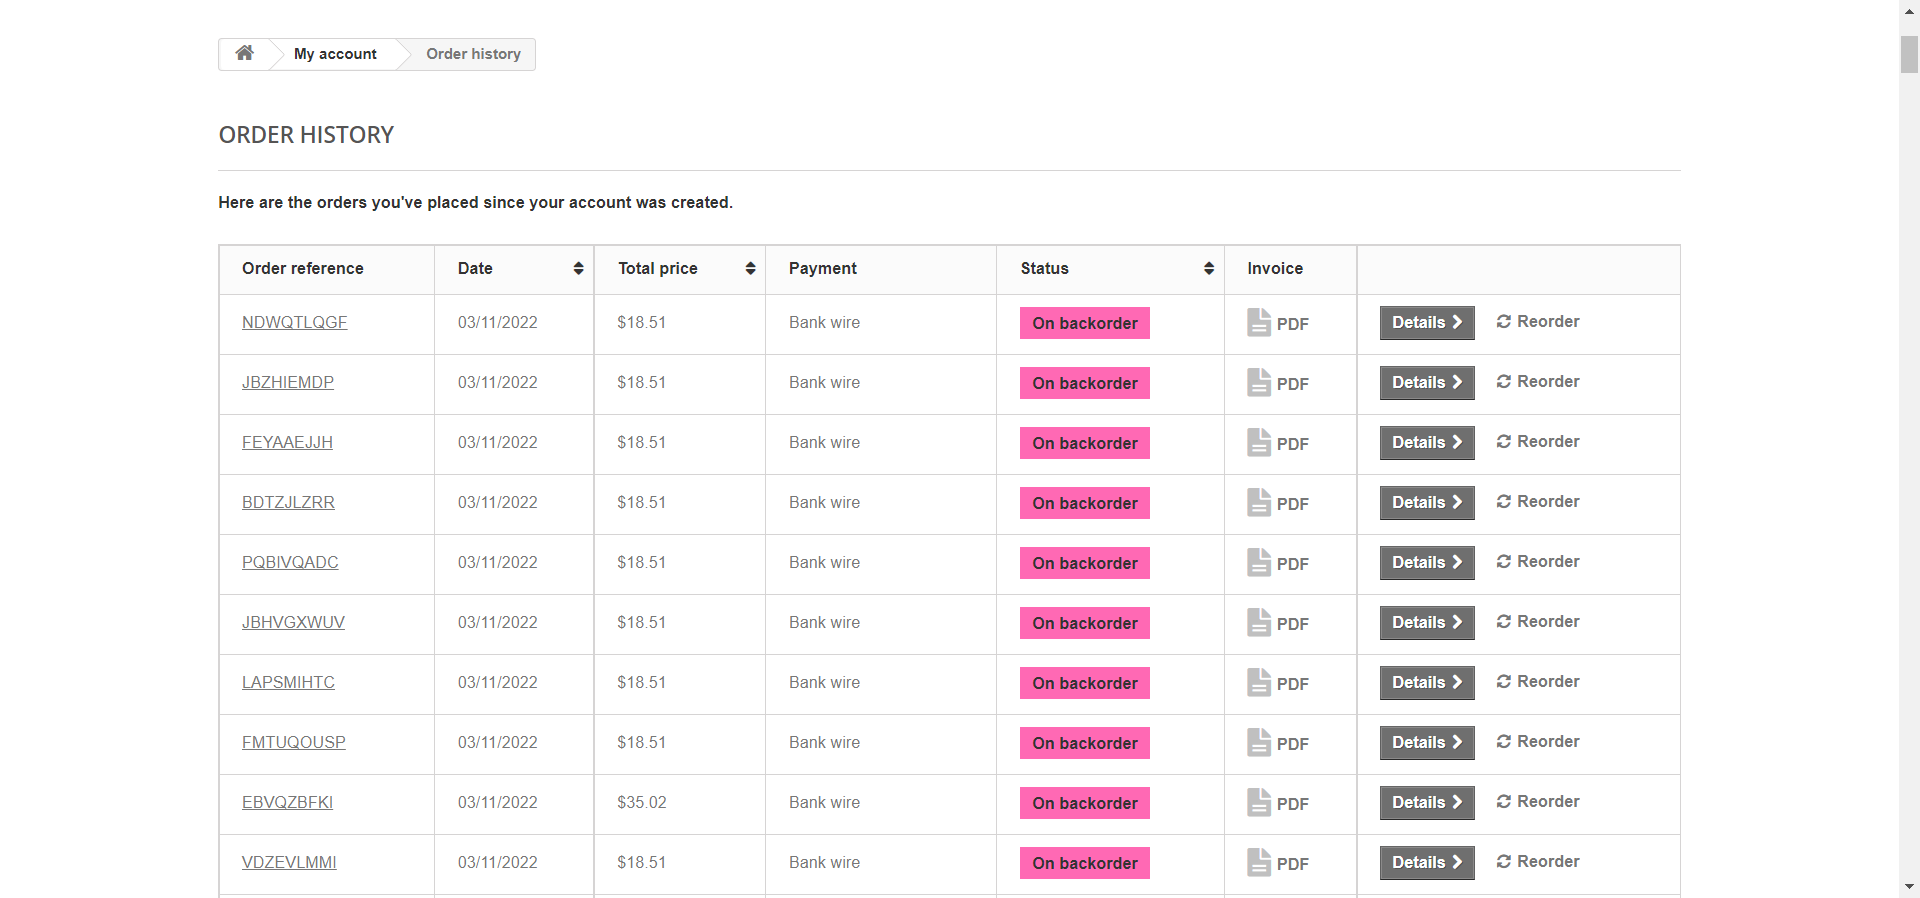 My account Order history
ORDER HISTORY
Here are the orders you've placed since your account was created.
Order reference Date Total price Payment Status Invoice
NDWQTLQGF 03/11/2022 $18.51 Bank wire On backorder PDF Details Reorder
JBZHIEMDP 03/11/2022 $18.51 Bank wire On backorder PDF Details Reorder
FEYAAEJJH 03/11/2022 $18.51 Bank wire On backorder PDF Details Reorder
BDTZJLZRR 03/11/2022 $18.51 Bank wire On backorder PDF Details Reorder
PQBIVQADC 03/11/2022 $18.51 Bank wire On backorder PDF Details Reorder
JBHVGXWUV 03/11/2022 $18.51 Bank wire On backorder PDF Details Reorder
LAPSMIHTC 03/11/2022 $18.51 Bank wire On backorder PDF Details Reorder
FMTUQOUSP 03/11/2022 $18.51 Bank wire On backorder PDF Details Reorder
EBVQZBFKI 03/11/2022 $35.02 Bank wire On backorder PDF Details Reorder
VDZEVLMMI 03/11/2022 $18.51 Bank wire On backorder PDF Details Reorder